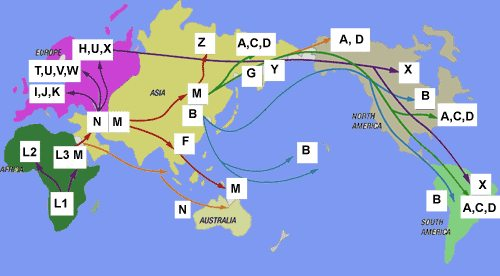 H,U,X
Z
A,C,D
A, D
EUROPE
T,U,V,W
G
Y
X
I,J,K
ASIA
M
B
B
N
M
NORTH
AMERICA
A,C,D
F
L2
L3 M
B
AFRICA
M
X
L1
N
B
AUSTRALIA
SOUTH
AMERICA
A,C,D